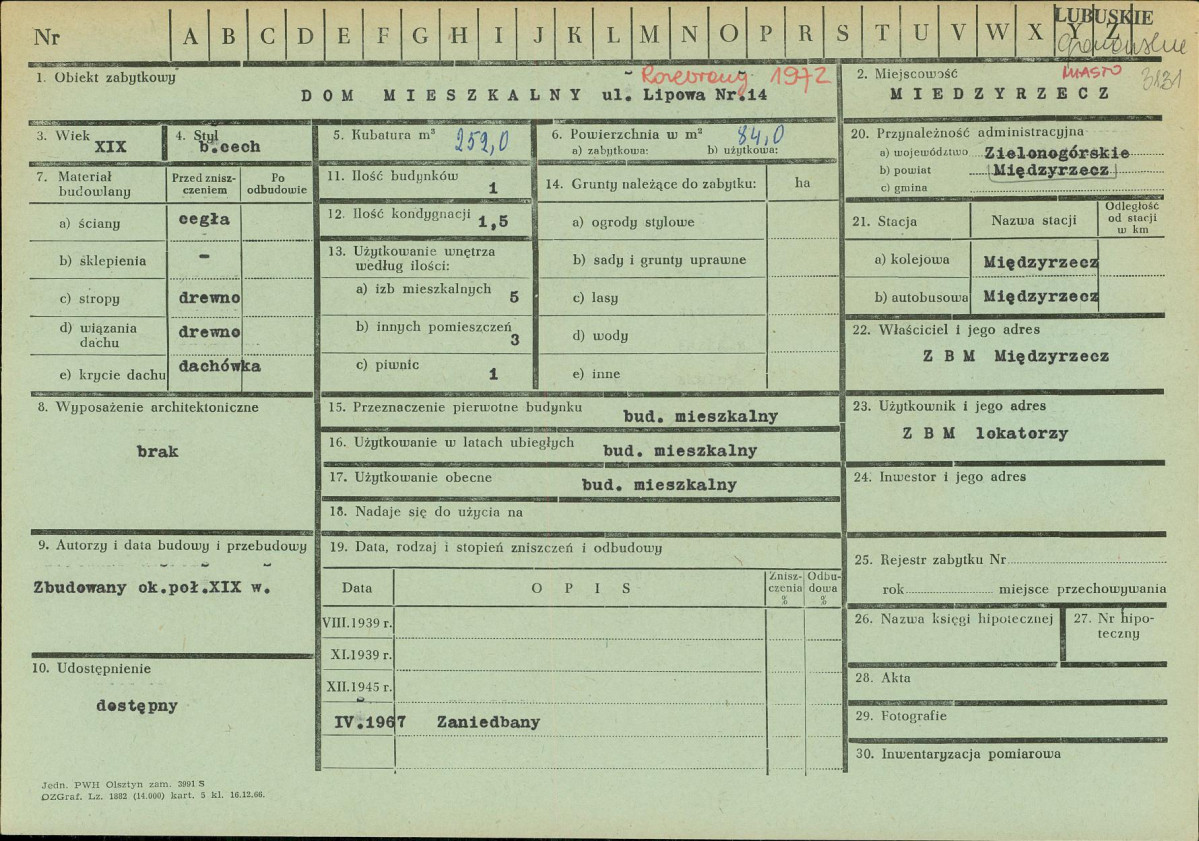 Nr A B C D E F G H I J K L M N O P R S T U V W X Y Z
LUBUSKIE
1. Obiekt zabytkowy
Rozebrany 1972
DOM MIESZKALNY ul. Lipowa Nr.14
2. Miejscowość
MIASTO
3131
MIEDZYRZECZ
3. Wiek
XIX
4. Styl
b.cech
5. Kubatura m³
252,0
6. Powierzchnia w m²
84,0
a) zabytkowa: b) użytkowa:
20. Przynależność administracyjna
a) województwo Zielonogórskie
b) powiat Międzyrzecz
c) gmina
7. Materiał budowlany
Przed zniszczeniem
Po odbudowie
a) ściany cegła
b) sklepienia -
c) stropy drewno
d) wiązania dachu drewno
e) krycie dachu dachówka
11. Ilość budynków
1
12. Ilość kondygnacji
1,5
13. Użytkowanie wnętrza
według ilości:
a) izb mieszkalnych 5
b) innych pomieszczeń
3
c) piwnic 1
14. Grunty należące do zabytku: ha
a) ogrody stylowe
b) sady i grunty uprawne
c) lasy
d) wody
e) inne
21. Stacja
Nazwa stacji
Odległość
od stacji
w km
a) kolejowa Międzyrzecz
b) autobusowa Międzyrzecz
22. Właściciel i jego adres
Z B M Międzyrzecz
8. Wyposażenie architektoniczne
brak
15. Przeznaczenie pierwotne budynku bud. mieszkalny
16. Użytkowanie w latach ubiegłych bud. mieszkalny
17. Użytkowanie obecne bud. mieszkalny
18. Nadaje się do użycia na
23. Użytkownik i jego adres
Z B M lokatorzy
24. Inwestor i jego adres
9. Autorzy i data budowy i przebudowy
Zbudowany ok.poł.XIX w.
10. Udostępnienie
dostępny
19. Data, rodzaj i stopień zniszczeń i odbudowy
Data
OPIS
Znisz-
czenia
%
Odbu-
dowa
%
VIII.1939 r.
XI.1939 r.
XII.1945 r.
IV.1967 Zaniedbany
25. Rejestr zabytku Nr
rok miejsce przechowywania
26. Nazwa księgi hipotecznej
27. Nr hipo-
teczny
28. Akta
29. Fotografie
30. Inwentaryzacja pomiarowa
Jedn. PWH Olsztyn zam. 3991 S
OZGraf. Lz. 1882 (14.000) kart. 5 kl. 16.12.66.